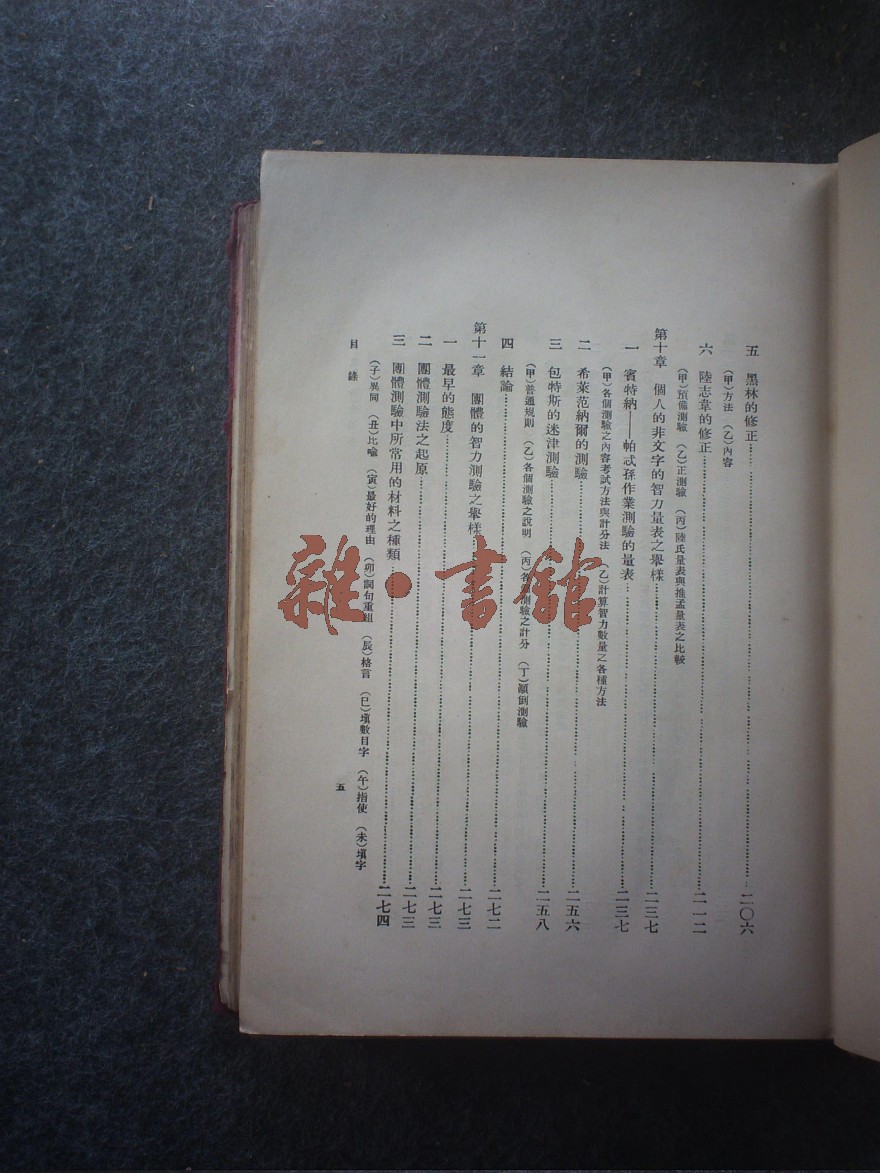 五　黑林的修正……二〇六
（甲）方法　（乙）內容
六　陸志韋的修正……二一二
（甲）預備測驗　（乙）正測驗　（丙）陸氏量表與推孟量表之比較
第十章　個人的非文字的智力量表之舉樣……二三七
一　賓特納——帕忒孫作業測驗的量表……二三七
（甲）各個測驗之內容考試方法與計分法　（乙）計算智力數量之各種方法
二　希萊范納爾的測驗……二五六
三　包特斯的迷津測驗……二五八
（甲）普通規則　（乙）各個測驗之說明　（丙）各個測驗之計分　（丁）顚倒測驗
四　結論……二七二
第十一章　團體的智力測驗之舉樣……二七三
一　最早的態度……二七三
二　團體測驗法之起原……二七三
三　團體測驗中所常用的材料之種類……二七四
（子）異同　（丑）比喻　（寅）最好的理由　（卯）詞句重組　（辰）格言　（巳）塡數目字　（午）指使　（未）塡字
目錄
五
雜·書館